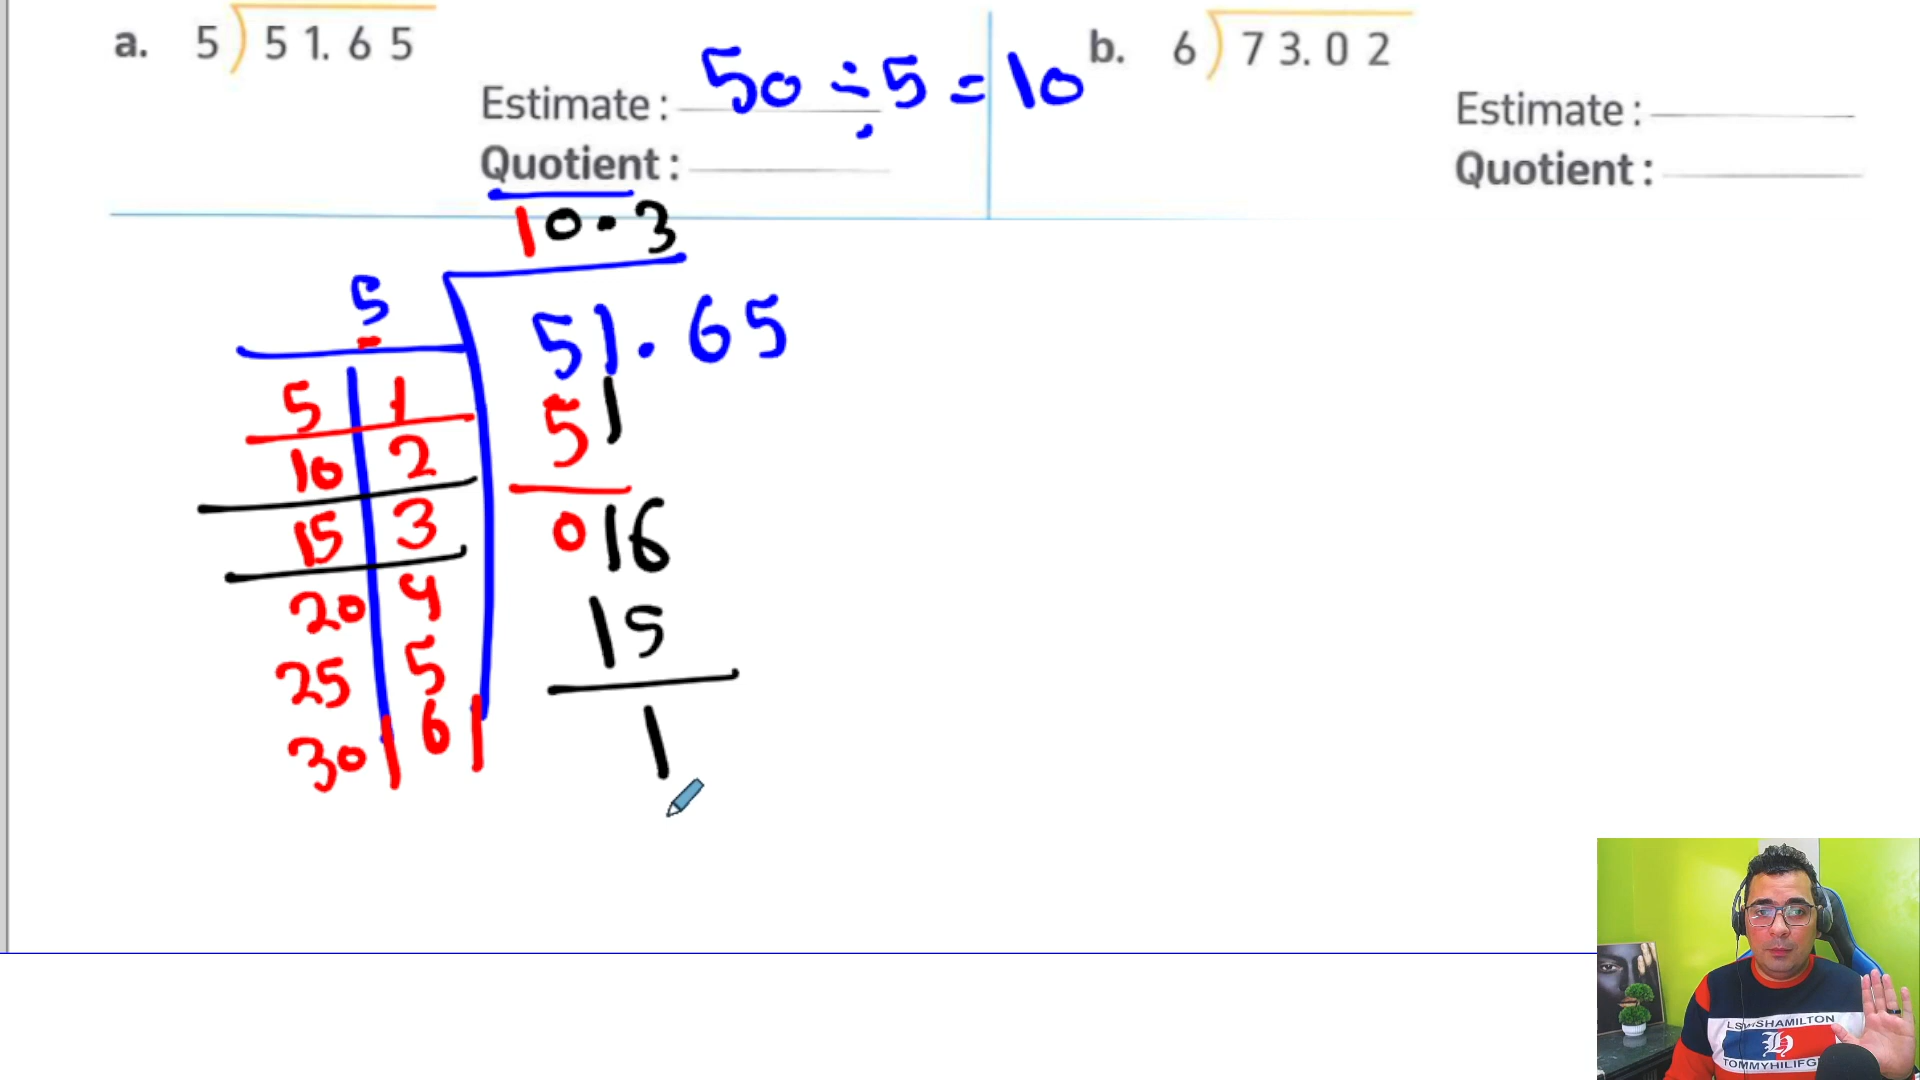 a. 5 ) 5 1. 6 5
Estimate : 50 ÷ 5 = 10
Quotient :
b. 6 ) 7 3. 0 2
Estimate :
Quotient :
10.3
5
51.65
5 1
10 2
15 3
20 4
25 5
30 6
51
016
15
1
SHAMILTON
TOMMYHILIFG